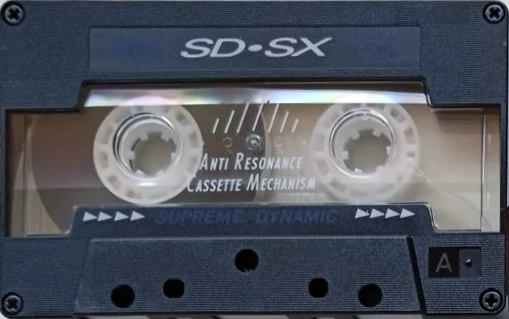 SD•SX
ANTI RESONANCE
CASSETTE MECHANISM
SUPREME DYNAMIC
A